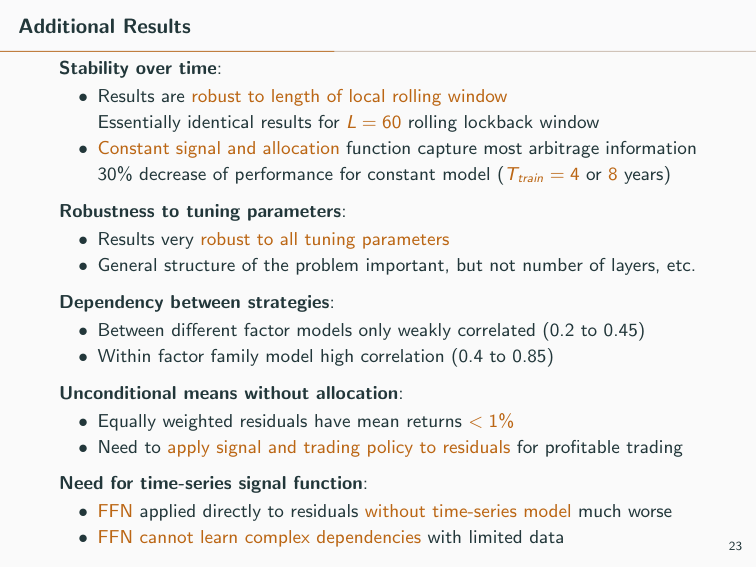 Additional Results
Stability over time:
• Results are robust to length of local rolling window
Essentially identical results for L = 60 rolling lockback window
• Constant signal and allocation function capture most arbitrage information
30% decrease of performance for constant model (T_train = 4 or 8 years)
Robustness to tuning parameters:
• Results very robust to all tuning parameters
• General structure of the problem important, but not number of layers, etc.
Dependency between strategies:
• Between different factor models only weakly correlated (0.2 to 0.45)
• Within factor family model high correlation (0.4 to 0.85)
Unconditional means without allocation:
• Equally weighted residuals have mean returns < 1%
• Need to apply signal and trading policy to residuals for profitable trading
Need for time-series signal function:
• FFN applied directly to residuals without time-series model much worse
• FFN cannot learn complex dependencies with limited data
23